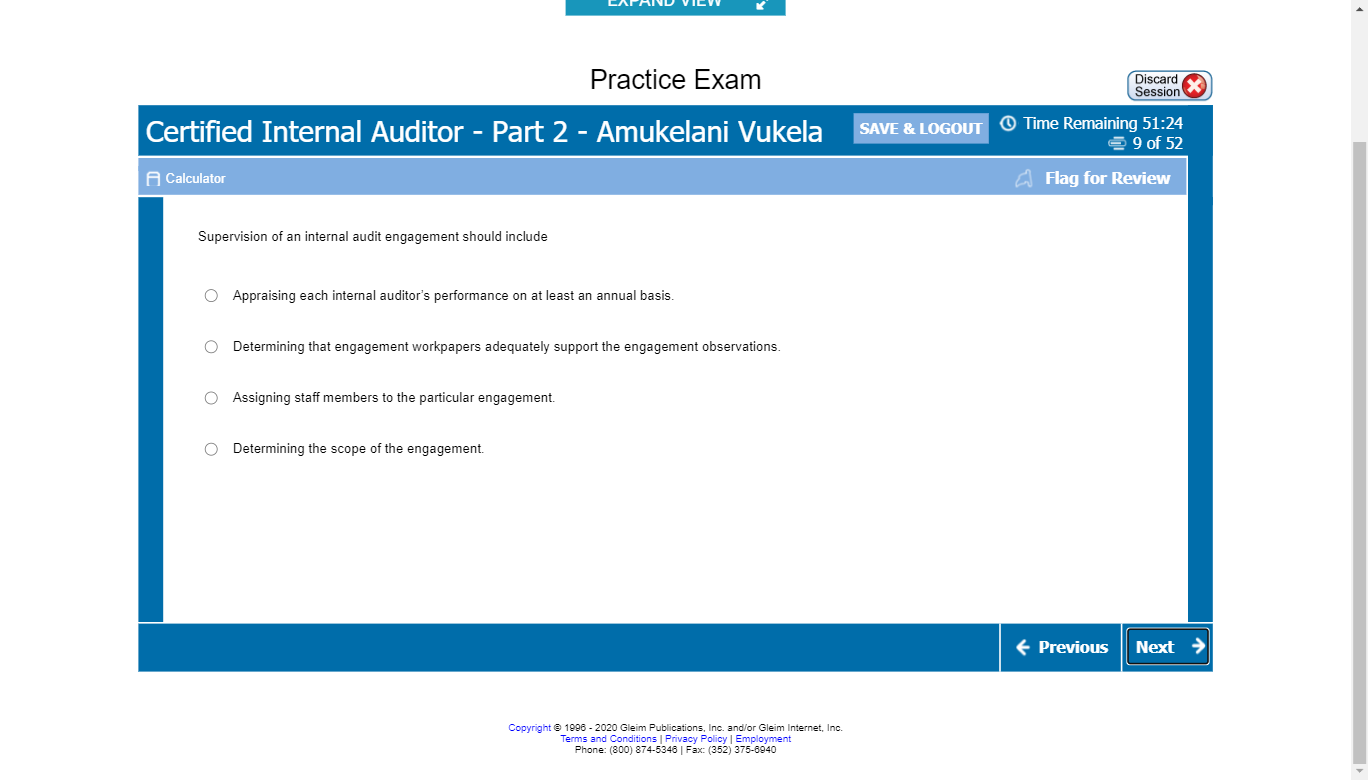 EXPAND VIEW
Practice Exam
Discard
Session
Certified Internal Auditor - Part 2 - Amukelani Vukela
SAVE & LOGOUT
Time Remaining 51:24
9 of 52
Calculator
Flag for Review
Supervision of an internal audit engagement should include
Appraising each internal auditor's performance on at least an annual basis.
Determining that engagement workpapers adequately support the engagement observations.
Assigning staff members to the particular engagement.
Determining the scope of the engagement.
Previous
Next
Copyright © 1996 - 2020 Gleim Publications, Inc. and/or Gleim Internet, Inc.
Terms and Conditions | Privacy Policy | Employment
Phone: (800) 874-5346 | Fax: (352) 375-6940